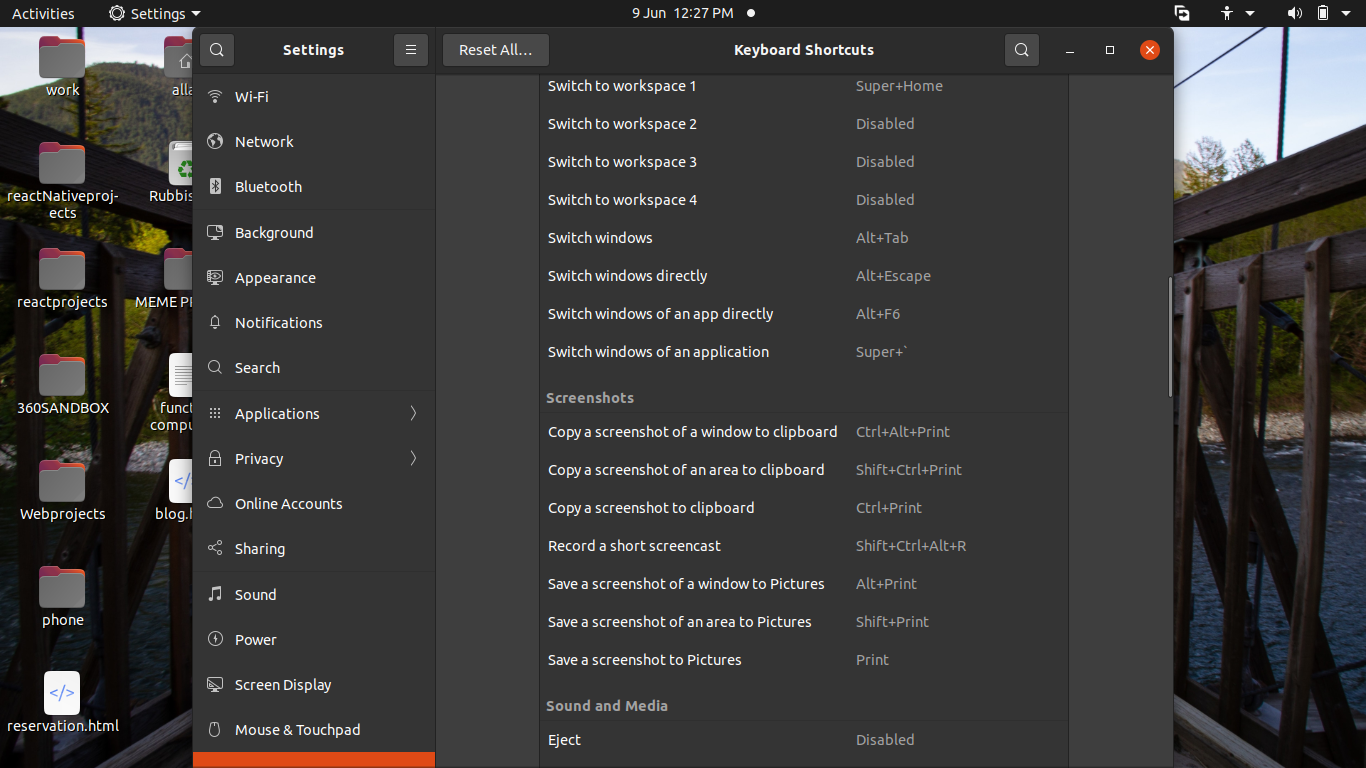 Activities
Settings
9 Jun 12:27 PM
work
reactNativeproj-
ects
reactprojects
360SANDBOX
Webprojects
phone
reservation.html
alla
Rubbis
MEME P
funct
compu
blog.h
Settings
Wi-Fi
Network
Bluetooth
Background
Appearance
Notifications
Search
Applications
Privacy
Online Accounts
Sharing
Sound
Power
Screen Display
Mouse & Touchpad
Reset All...
Keyboard Shortcuts
Switch to workspace 1 Super+Home
Switch to workspace 2 Disabled
Switch to workspace 3 Disabled
Switch to workspace 4 Disabled
Switch windows Alt+Tab
Switch windows directly Alt+Escape
Switch windows of an app directly Alt+F6
Switch windows of an application Super+`
Screenshots
Copy a screenshot of a window to clipboard Ctrl+Alt+Print
Copy a screenshot of an area to clipboard Shift+Ctrl+Print
Copy a screenshot to clipboard Ctrl+Print
Record a short screencast Shift+Ctrl+Alt+R
Save a screenshot of a window to Pictures Alt+Print
Save a screenshot of an area to Pictures Shift+Print
Save a screenshot to Pictures Print
Sound and Media
Eject Disabled